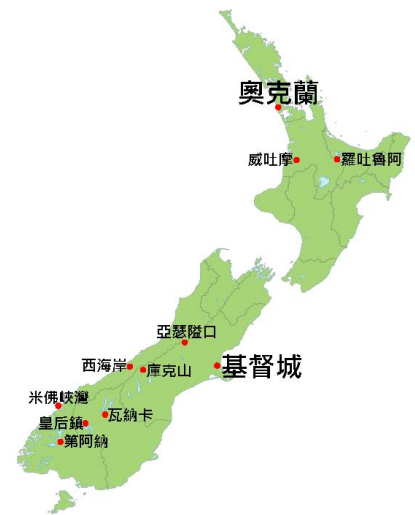 奧克蘭
威吐摩
羅吐魯阿
亞瑟隘口
西海岸
庫克山
基督城
米佛峽灣
瓦納卡
皇后鎮
第阿納